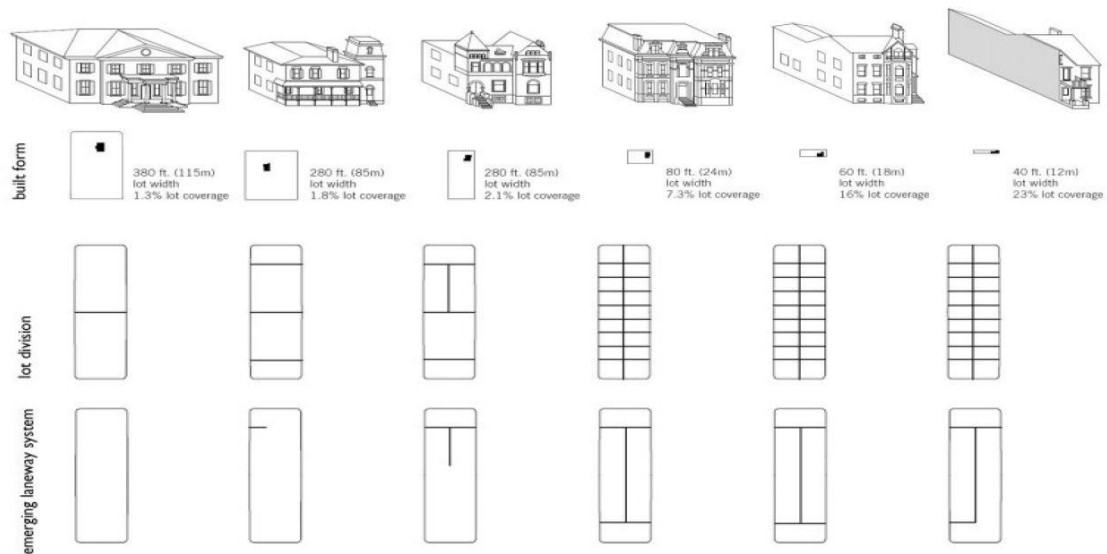 built form
380 ft. (115m)
lot width
1.3% lot coverage
280 ft. (85m)
lot width
1.8% lot coverage
280 ft. (85m)
lot width
2.1% lot coverage
80 ft. (24m)
lot width
7.3% lot coverage
60 ft. (18m)
lot width
16% lot coverage
40 ft. (12m)
lot width
23% lot coverage
lot division
emerging laneway system